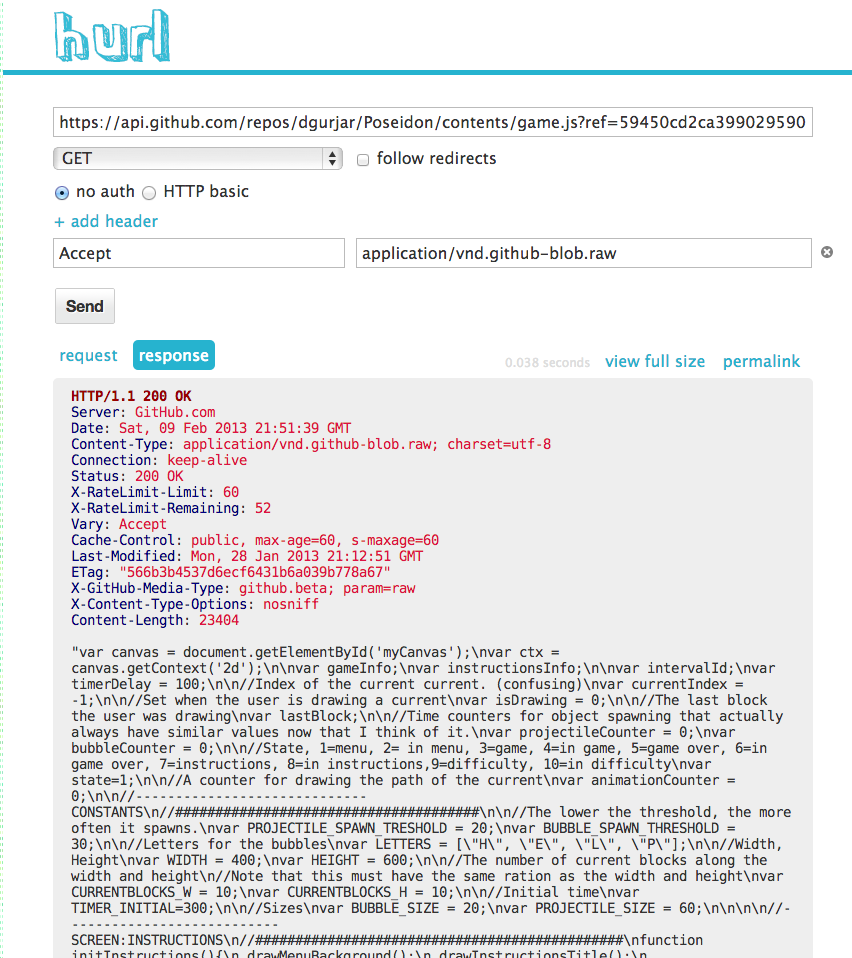 hurl
https://api.github.com/repos/dgurjar/Poseidon/contents/game.js?ref=59450cd2ca399029590
GET follow redirects
no auth HTTP basic
+ add header
Accept application/vnd.github-blob.raw
Send
request response 0.038 seconds view full size permalink
HTTP/1.1 200 OK
Server: GitHub.com
Date: Sat, 09 Feb 2013 21:51:39 GMT
Content-Type: application/vnd.github-blob.raw; charset=utf-8
Connection: keep-alive
Status: 200 OK
X-RateLimit-Limit: 60
X-RateLimit-Remaining: 52
Vary: Accept
Cache-Control: public, max-age=60, s-maxage=60
Last-Modified: Mon, 28 Jan 2013 21:12:51 GMT
ETag: "566b3b4537d6ecf6431b6a039b778a67"
X-GitHub-Media-Type: github.beta; param=raw
X-Content-Type-Options: nosniff
Content-Length: 23404
"var canvas = document.getElementById('myCanvas');\nvar ctx =
canvas.getContext('2d');\n\nvar gameInfo;\nvar instructionsInfo;\n\nvar intervalId;\nvar
timerDelay = 100;\n\n//Index of the current current. (confusing)\nvar currentIndex =
-1;\n\n//Set when the user is drawing a current\nvar isDrawing = 0;\n\n//The last block
the user was drawing\nvar lastBlock;\n\n//Time counters for object spawning that actually
always have similar values now that I think of it.\nvar projectileCounter = 0;\nvar
bubbleCounter = 0;\n\n//State, 1=menu, 2= in menu, 3=game, 4=in game, 5=game over, 6=in
game over, 7=instructions, 8=in instructions,9=difficulty, 10=in difficulty\nvar
state=1;\n\n//A counter for drawing the path of the current\nvar animationCounter =
0;\n\n//-----------------------------
CONSTANTS\n//######################################\n\n//The lower the threshold, the more
often it spawns.\nvar PROJECTILE_SPAWN_TRESHOLD = 20;\nvar BUBBLE_SPAWN_THRESHOLD =
30;\n\n//Letters for the bubbles\nvar LETTERS = [\"H\", \"E\", \"L\", \"P\"];\n\n//Width,
Height\nvar WIDTH = 400;\nvar HEIGHT = 600;\n\n//The number of current blocks along the
width and height\n//Note that this must have the same ration as the width and height\nvar
CURRENTBLOCKS_W = 10;\nvar CURRENTBLOCKS_H = 10;\n\n//Initial time\nvar
TIMER_INITIAL=300;\n\n//Sizes\nvar BUBBLE_SIZE = 20;\nvar PROJECTILE_SIZE = 60;\n\n\n\n//-
--------------------------
SCREEN:INSTRUCTIONS\n//##############################################\nfunction
initInstructions(){\n drawMenuBackground();\n drawInstructionsTitle();\n